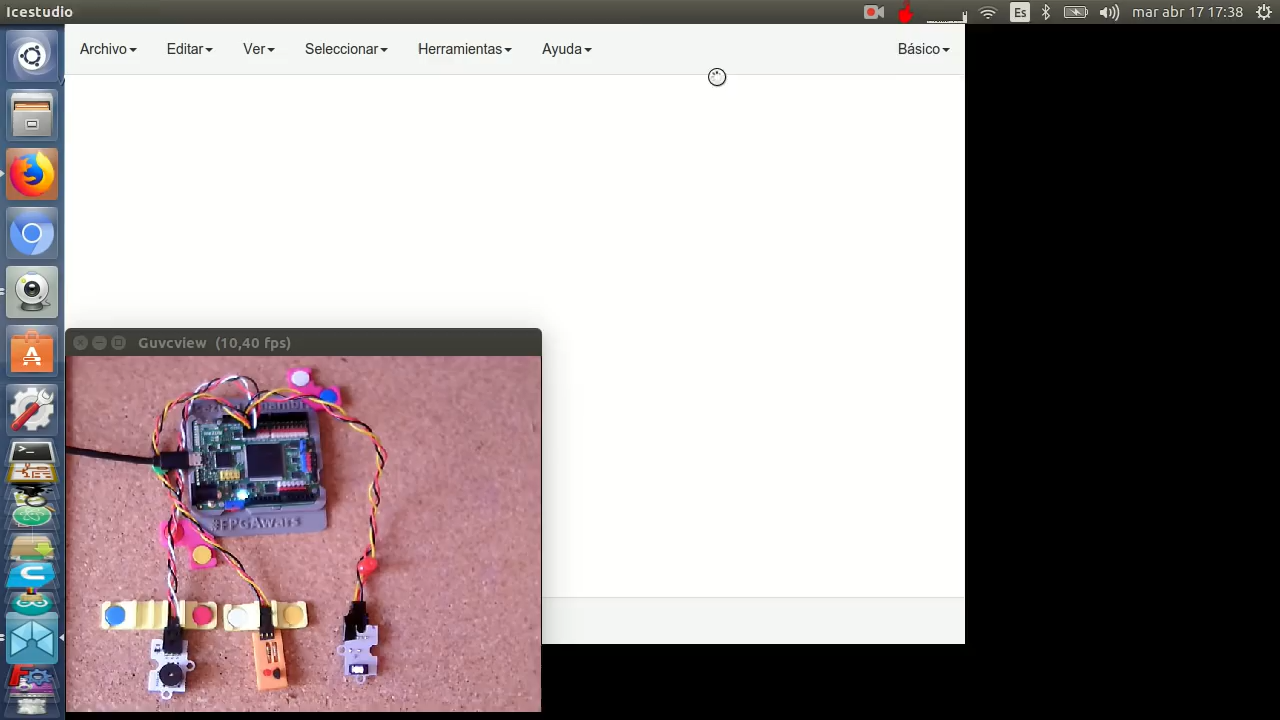 Icestudio
Es
mar abr 17 17:38
Archivo
Editar
Ver
Seleccionar
Herramientas
Ayuda
Básico
Guvcview (10,40 fps)
#FPGAwars